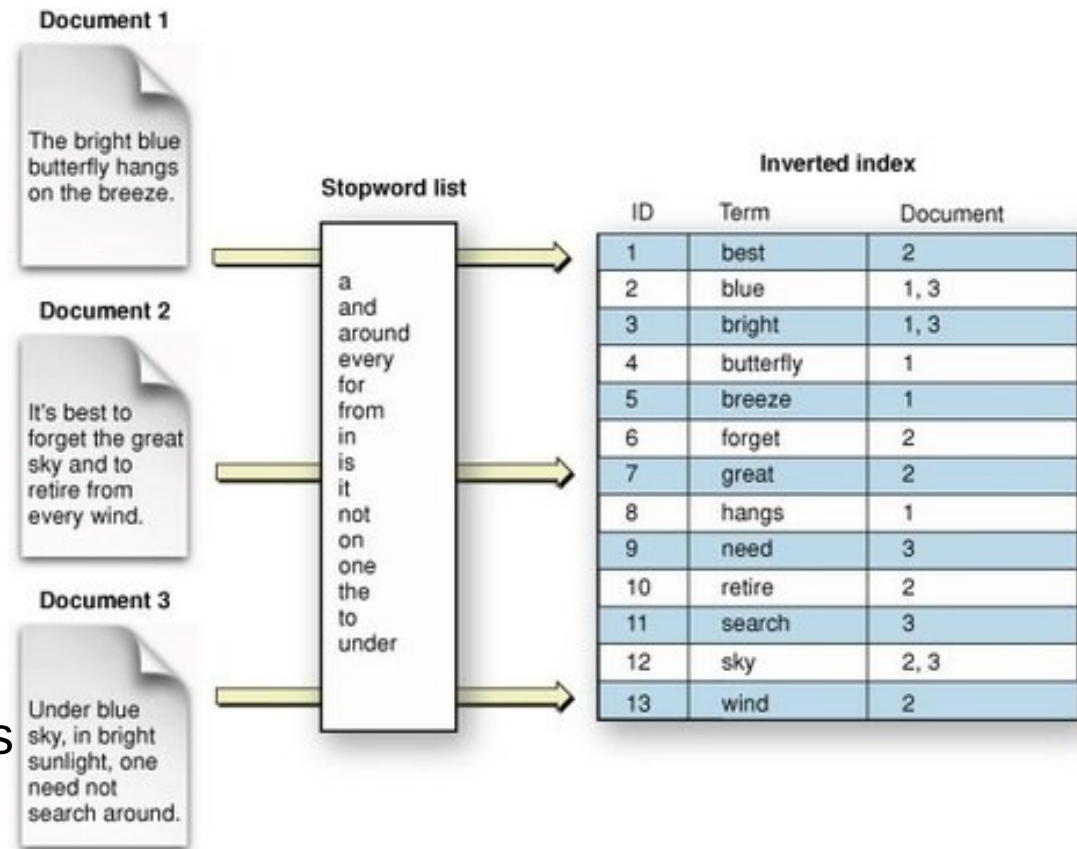 Document 1
The bright blue
butterfly hangs
on the breeze.
Document 2
It's best to
forget the great
sky and to
retire from
every wind.
Document 3
s
Under blue
sky, in bright
sunlight, one
need not
search around.
Stopword list
a
and
around
every
for
from
in
is
it
not
on
one
the
to
under
Inverted index
ID Term Document
1 best 2
2 blue 1, 3
3 bright 1, 3
4 butterfly 1
5 breeze 1
6 forget 2
7 great 2
8 hangs 1
9 need 3
10 retire 2
11 search 3
12 sky 2, 3
13 wind 2